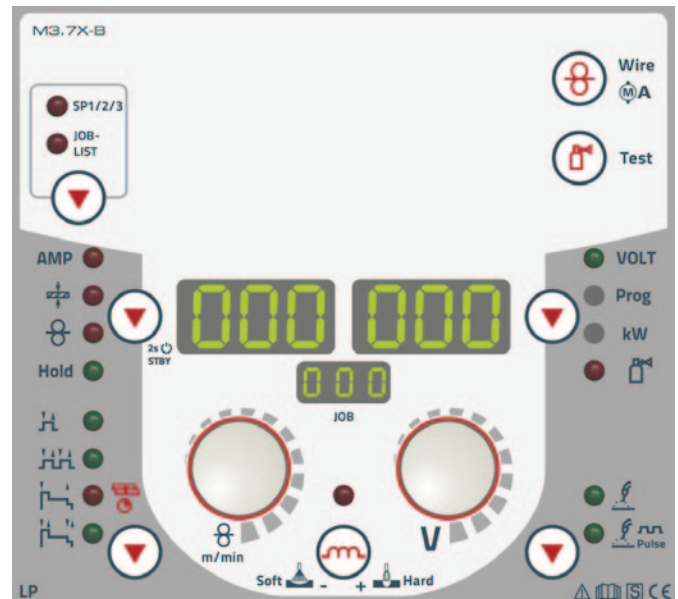 M3.7X-B
Wire
M A
SP1/2/3
JOB-
LIST
Test
AMP
VOLT
Prog
000 000
2s
STBY
kW
Hold
000
JOB
m/min
V
Pulse
Soft - + Hard
LP
S CE